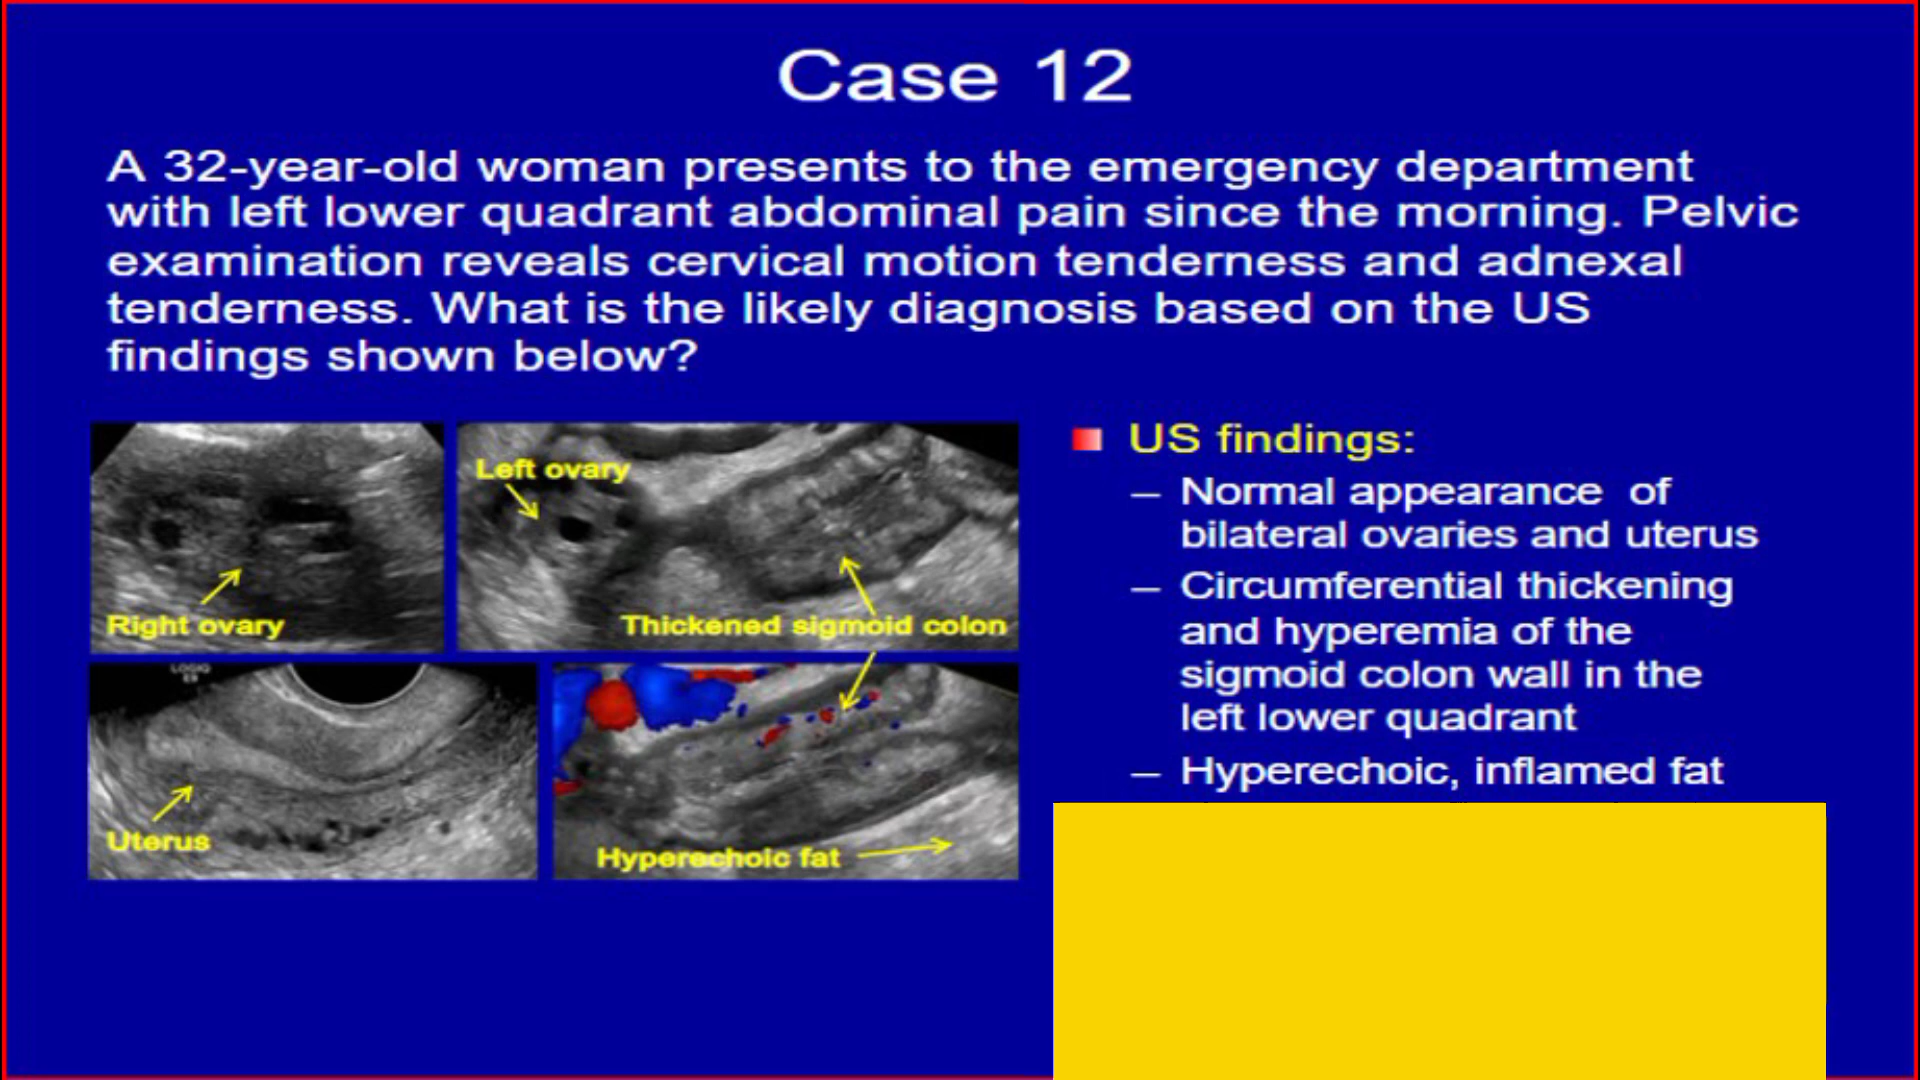 Case 12
A 32-year-old woman presents to the emergency department
with left lower quadrant abdominal pain since the morning. Pelvic
examination reveals cervical motion tenderness and adnexal
tenderness. What is the likely diagnosis based on the US
findings shown below?
Left ovary
Right ovary
Thickened sigmoid colon
LOGIQ
E9
Uterus
Hyperechoic fat
US findings:
– Normal appearance of
bilateral ovaries and uterus
– Circumferential thickening
and hyperemia of the
sigmoid colon wall in the
left lower quadrant
– Hyperechoic, inflamed fat